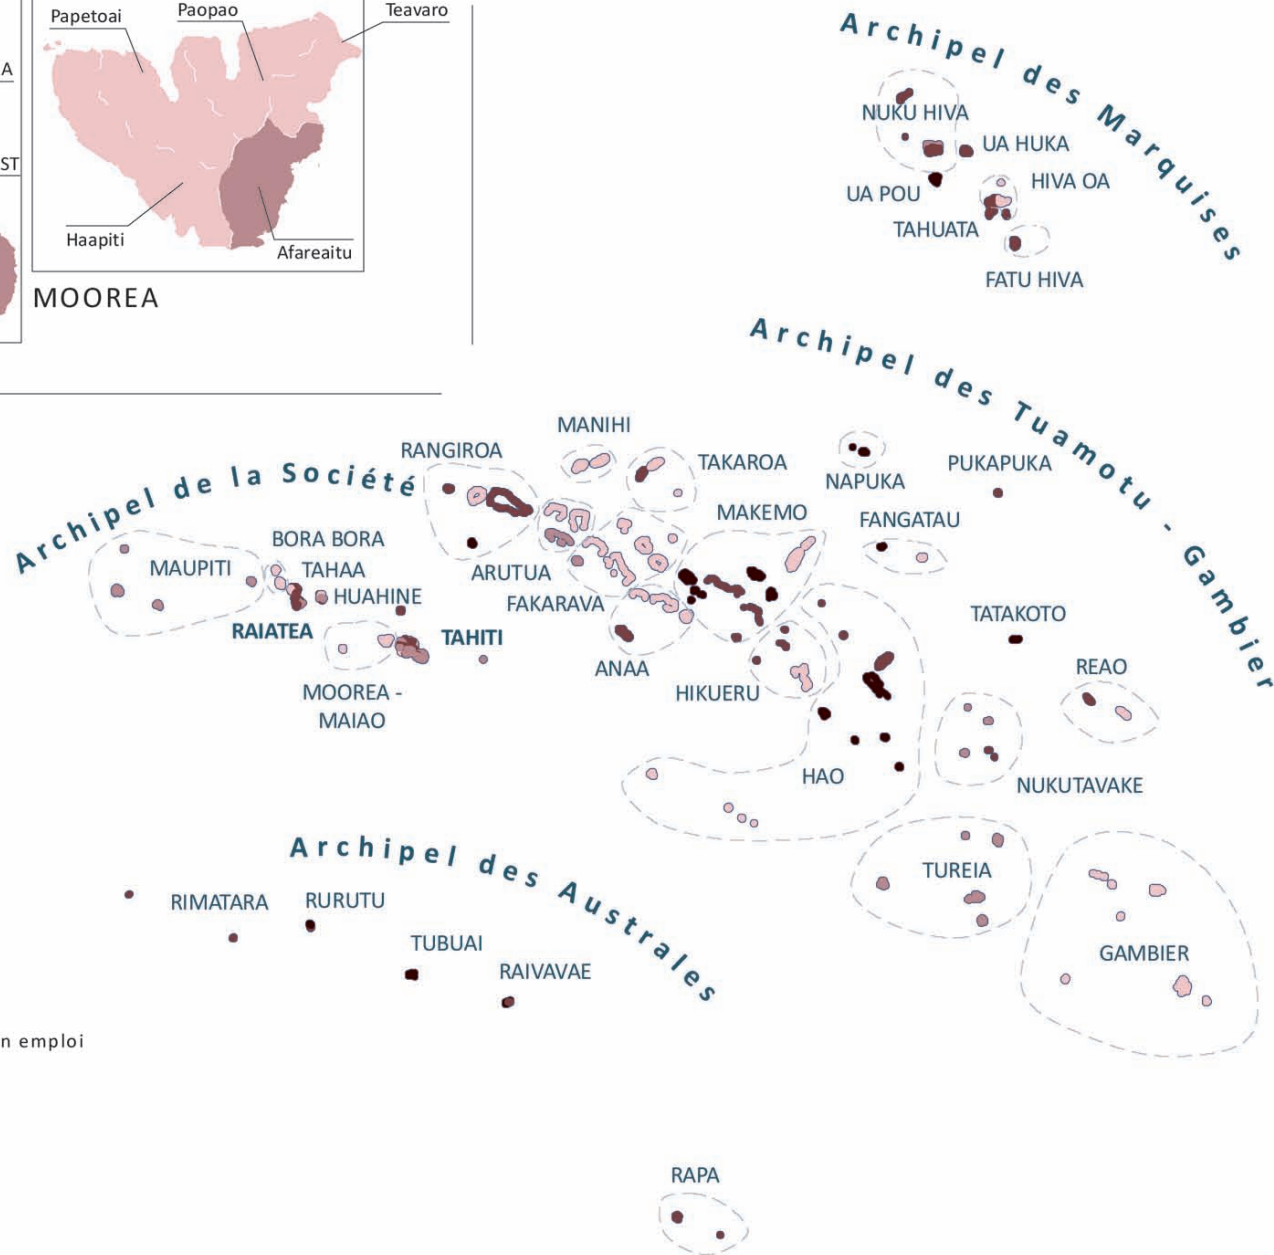 Papetoai
Paopao
Teavaro
A
ST
Haapiti
Afareaitu
MOOREA
Archipel des Marquises
NUKU HIVA
UA HUKA
UA POU
HIVA OA
TAHUATA
FATU HIVA
Archipel des Tuamotu - Gambier
MANIHI
RANGIROA
TAKAROA
NAPUKA
PUKAPUKA
Archipel de la Société
MAKEMO
FANGATAU
BORA BORA
MAUPITI
TAHAA
ARUTUA
HUAHINE
FAKARAVA
TATAKOTO
RAIATEA
TAHITI
ANAA
REAO
MOOREA -
MAIAO
HIKUERU
HAO
NUKUTAVAKE
Archipel des Australes
TUREIA
RIMATARA
RURUTU
TUBUAI
GAMBIER
RAIVAVAE
n emploi
RAPA